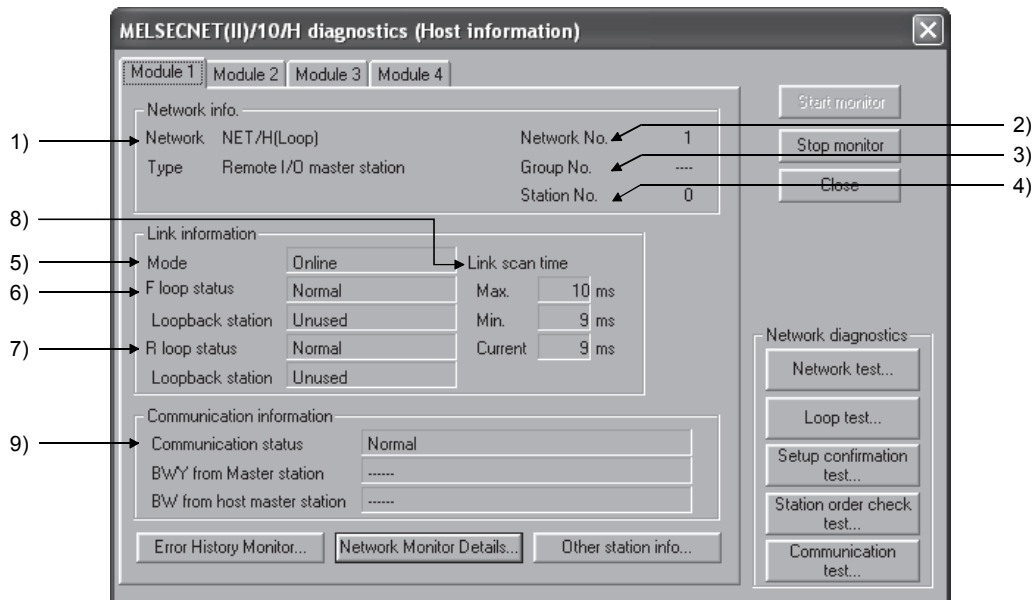 MELSECNET(II)/10/H diagnostics (Host information)
Module 1 Module 2 Module 3 Module 4
Network info.
1) Network NET/H(Loop)
Type Remote I/O master station
Network No. 1 2)
Group No. ---- 3)
Station No. 0 4)
Start monitor
Stop monitor
Close
Link information
5) Mode Online
6) F loop status Normal
Loopback station Unused
7) R loop status Normal
Loopback station Unused
8) Link scan time
Max. 10 ms
Min. 9 ms
Current 9 ms
Communication information
9) Communication status Normal
BWY from Master station ------
BW from host master station ------
Error History Monitor... Network Monitor Details... Other station info...
Network diagnostics
Network test...
Loop test...
Setup confirmation
test...
Station order check
test...
Communication
test...